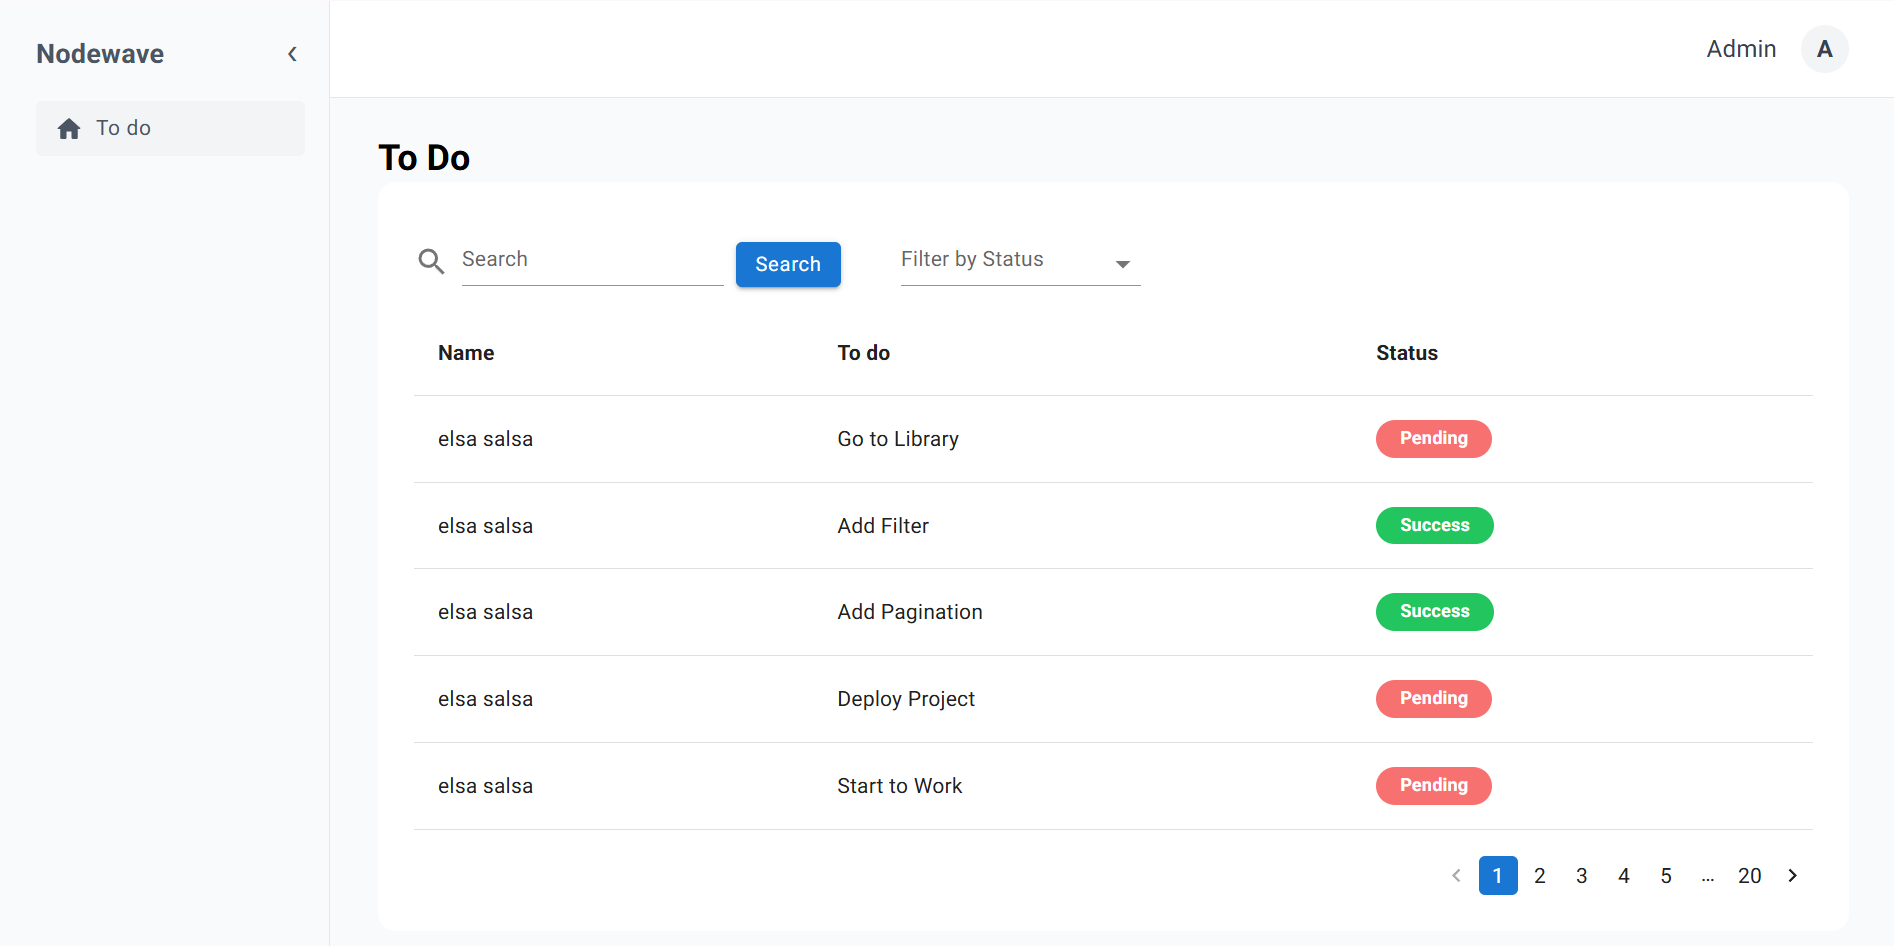 Nodewave
To do
Admin A
To Do
Search Search Filter by Status
Name To do Status
elsa salsa Go to Library Pending
elsa salsa Add Filter Success
elsa salsa Add Pagination Success
elsa salsa Deploy Project Pending
elsa salsa Start to Work Pending
1 2 3 4 5 ... 20